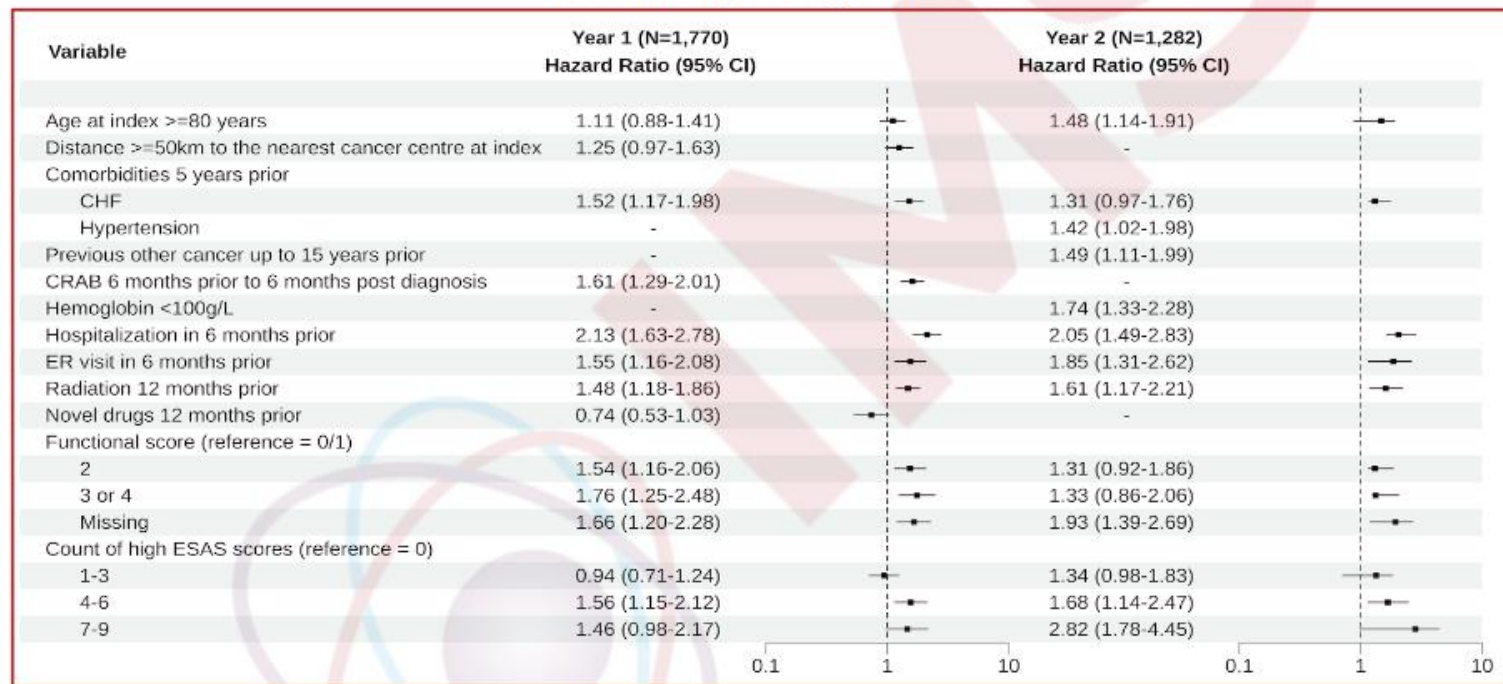 Variable Year 1 (N=1,770) Hazard Ratio (95% CI) Year 2 (N=1,282) Hazard Ratio (95% CI)
Age at index >=80 years 1.11 (0.88-1.41) 1.48 (1.14-1.91)
Distance >=50km to the nearest cancer centre at index 1.25 (0.97-1.63) -
Comorbidities 5 years prior
CHF 1.52 (1.17-1.98) 1.31 (0.97-1.76)
Hypertension - 1.42 (1.02-1.98)
Previous other cancer up to 15 years prior - 1.49 (1.11-1.99)
CRAB 6 months prior to 6 months post diagnosis 1.61 (1.29-2.01) -
Hemoglobin <100g/L - 1.74 (1.33-2.28)
Hospitalization in 6 months prior 2.13 (1.63-2.78) 2.05 (1.49-2.83)
ER visit in 6 months prior 1.55 (1.16-2.08) 1.85 (1.31-2.62)
Radiation 12 months prior 1.48 (1.18-1.86) 1.61 (1.17-2.21)
Novel drugs 12 months prior 0.74 (0.53-1.03) -
Functional score (reference = 0/1)
2 1.54 (1.16-2.06) 1.31 (0.92-1.86)
3 or 4 1.76 (1.25-2.48) 1.33 (0.86-2.06)
Missing 1.66 (1.20-2.28) 1.93 (1.39-2.69)
Count of high ESAS scores (reference = 0)
1-3 0.94 (0.71-1.24) 1.34 (0.98-1.83)
4-6 1.56 (1.15-2.12) 1.68 (1.14-2.47)
7-9 1.46 (0.98-2.17) 2.82 (1.78-4.45)
0.1 1 10 0.1 1 10